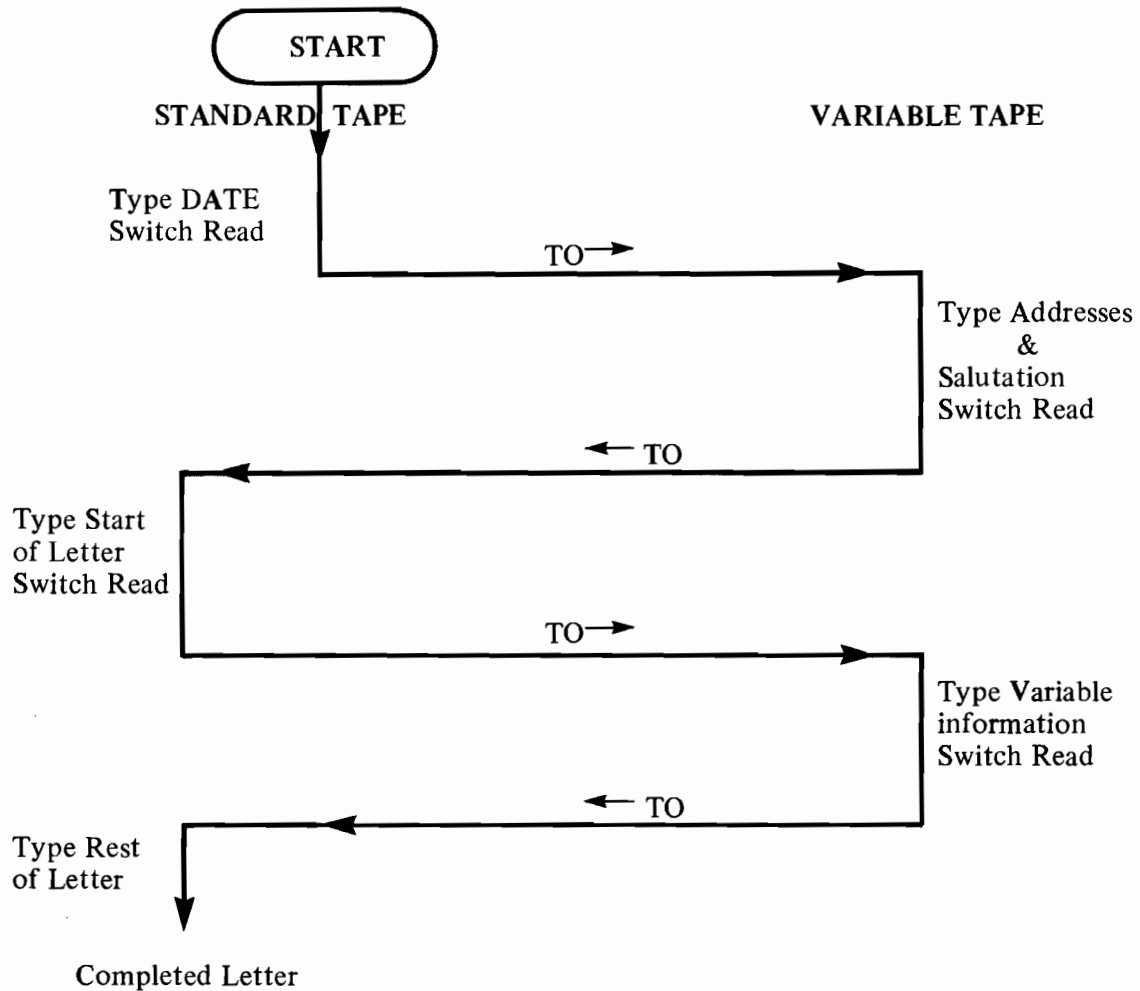 START
STANDARD TAPE
VARIABLE TAPE
Type DATE
Switch Read
TO
Type Addresses
&
Salutation
Switch Read
TO
Type Start
of Letter
Switch Read
TO
Type Variable
information
Switch Read
TO
Type Rest
of Letter
Completed Letter